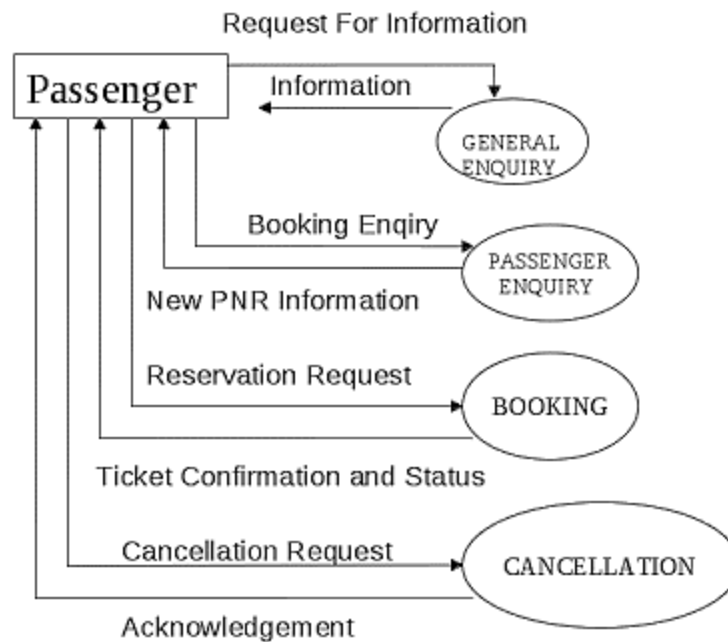 Request For Information
Passenger
Information
GENERAL
ENQUIRY
Booking Enqiry
PASSENGER
ENQUIRY
New PNR Information
Reservation Request
BOOKING
Ticket Confirmation and Status
Cancellation Request
CANCELLATION
Acknowledgement